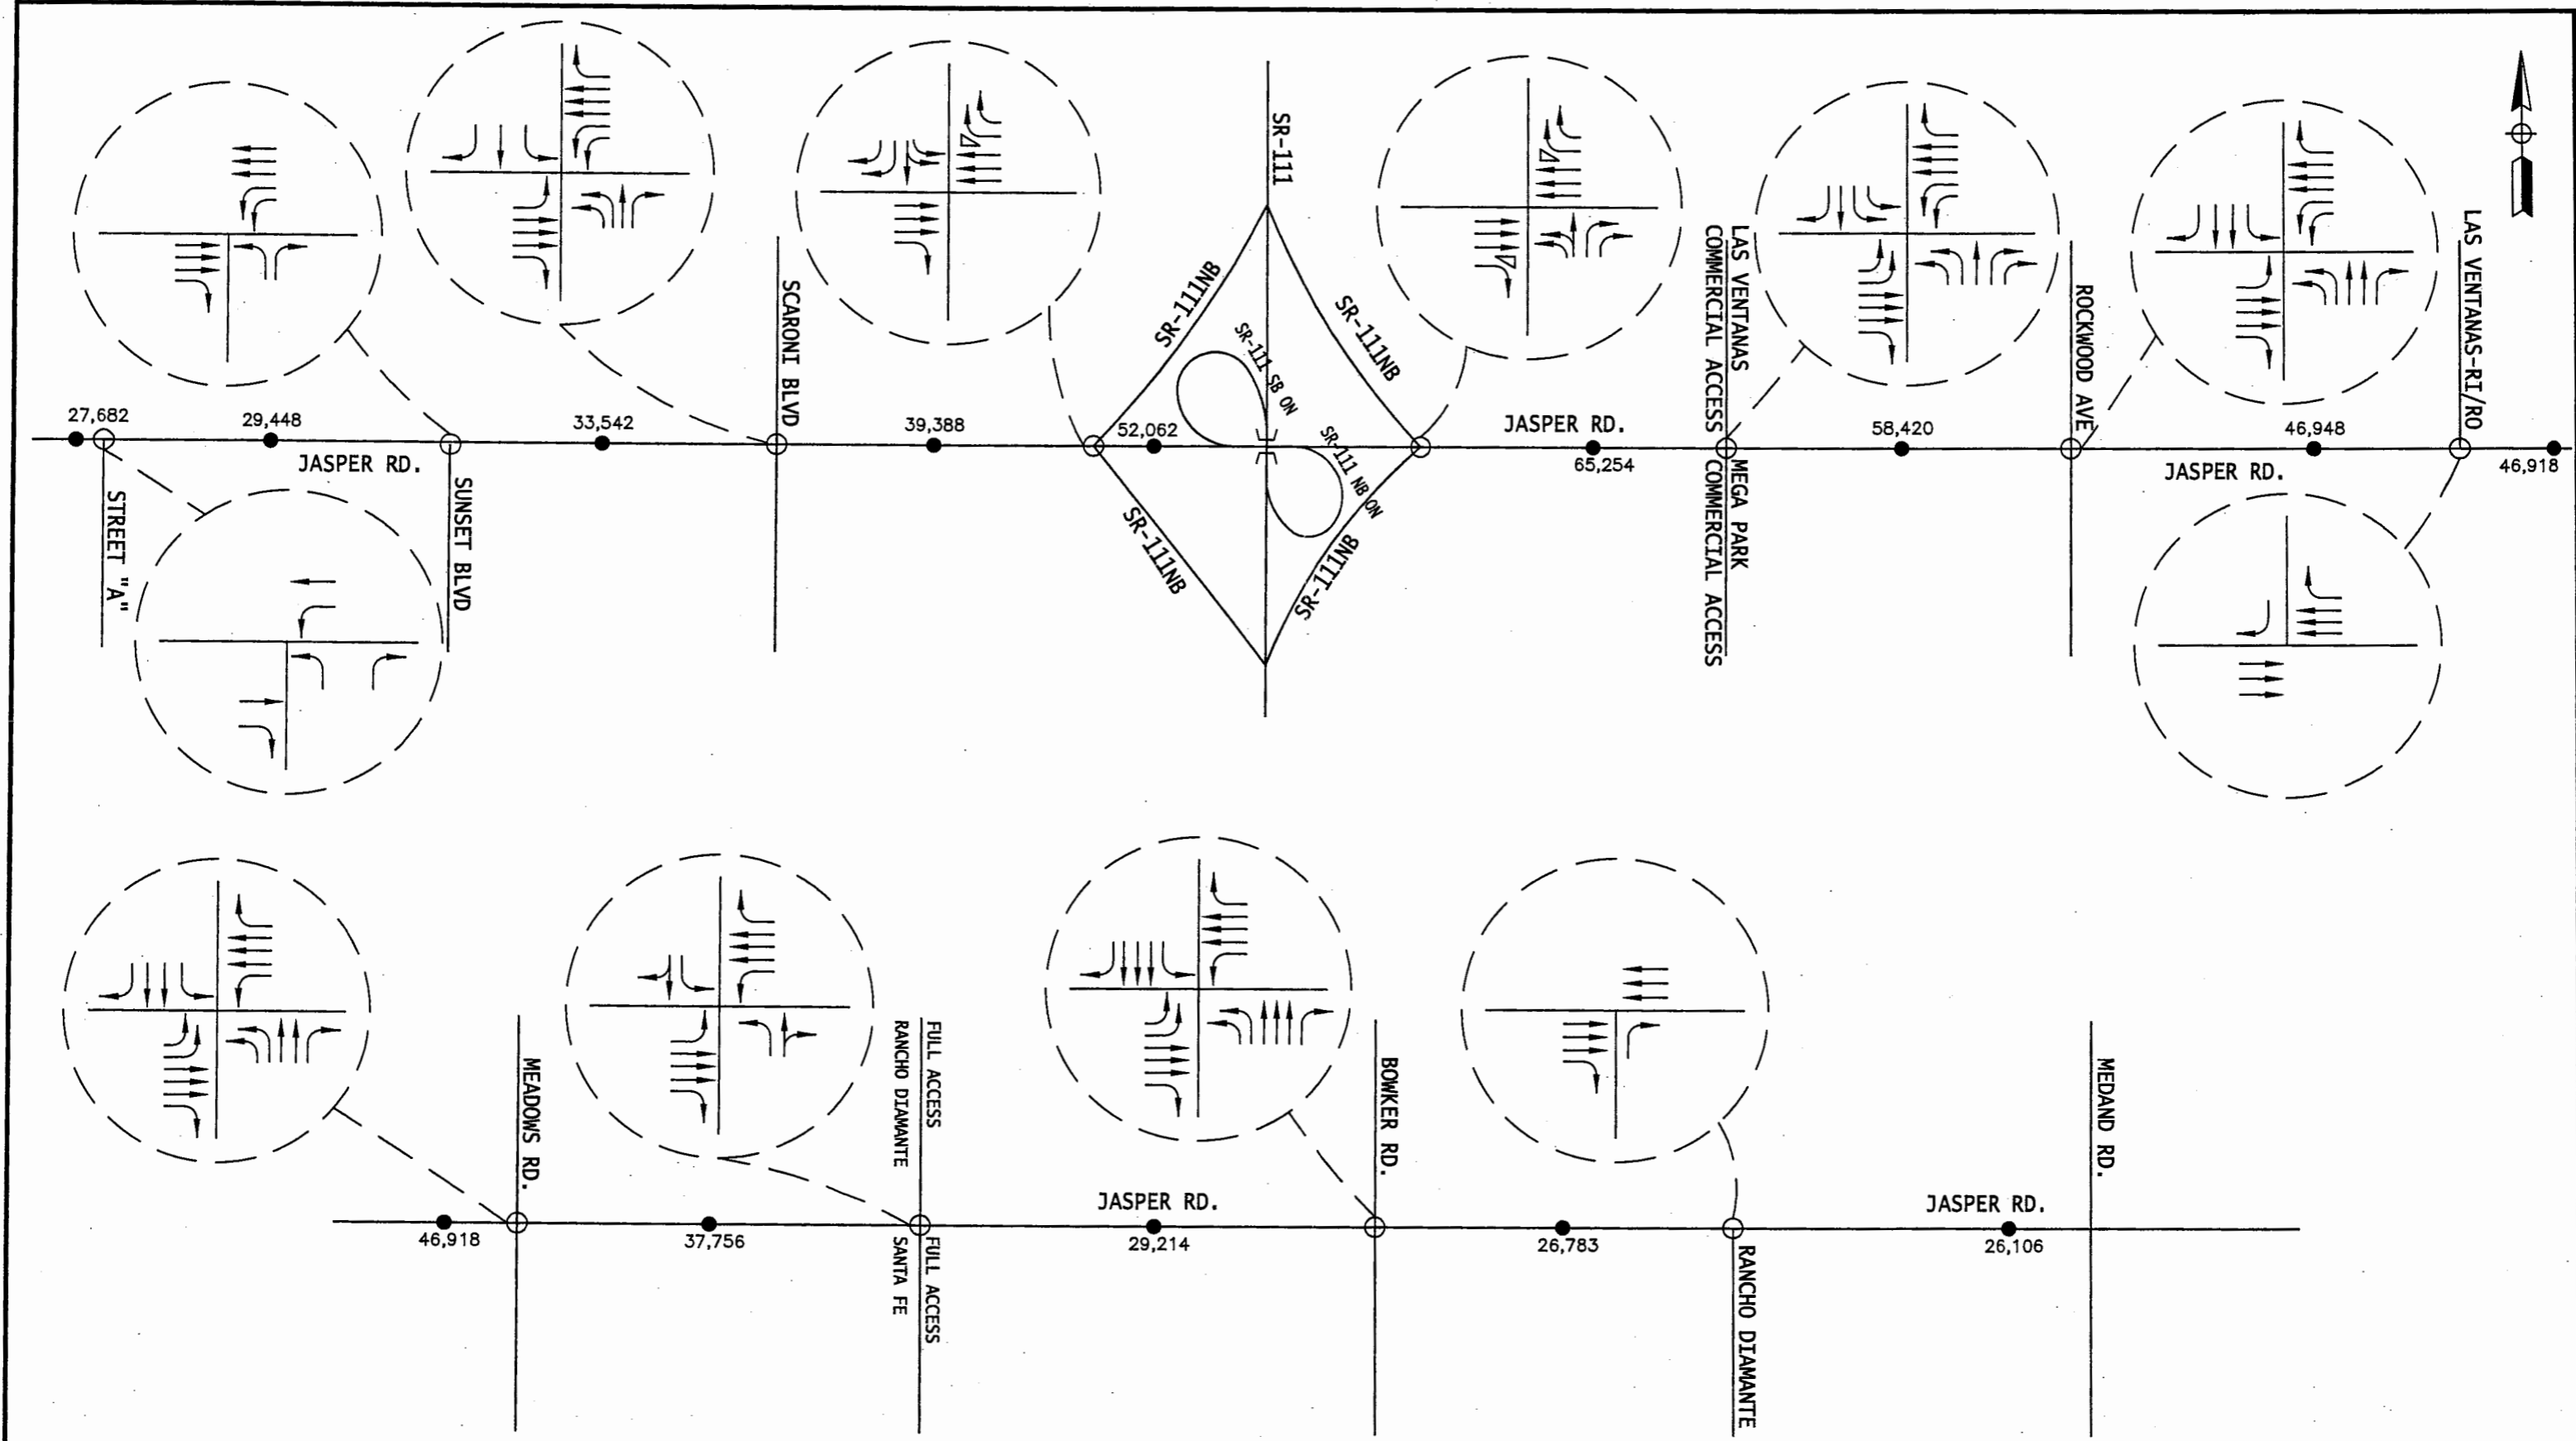 SR-111
LAS VENTANAS-RI/RO
LAS VENTANAS
COMMERCIAL ACCESS
SCARONI BLVD
SR-111NB
SR-111NB
ROCKWOOD AVE
SR-111 SB ON
27,682
29,448
33,542
39,388
52,062
JASPER RD.
58,420
46,948
JASPER RD.
SR-111 NB ON
65,254
JASPER RD.
46,918
STREET "A"
SUNSET BLVD
SR-111NB
SR-111NB
MEGA PARK
COMMERCIAL ACCESS
MEADOWS RD.
FULL ACCESS
RANCHO DIAMANTE
BOWKER RD.
MEDAND RD.
JASPER RD.
JASPER RD.
46,918
37,756
29,214
26,783
26,106
FULL ACCESS
SANTA FE
RANCHO DIAMANTE